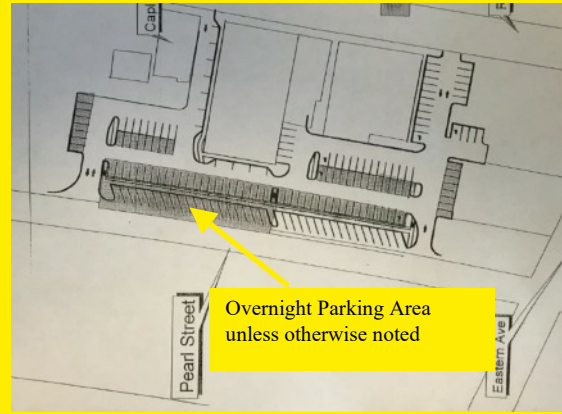 Overnight Parking Area
unless otherwise noted
Pearl Street
Eastern Ave